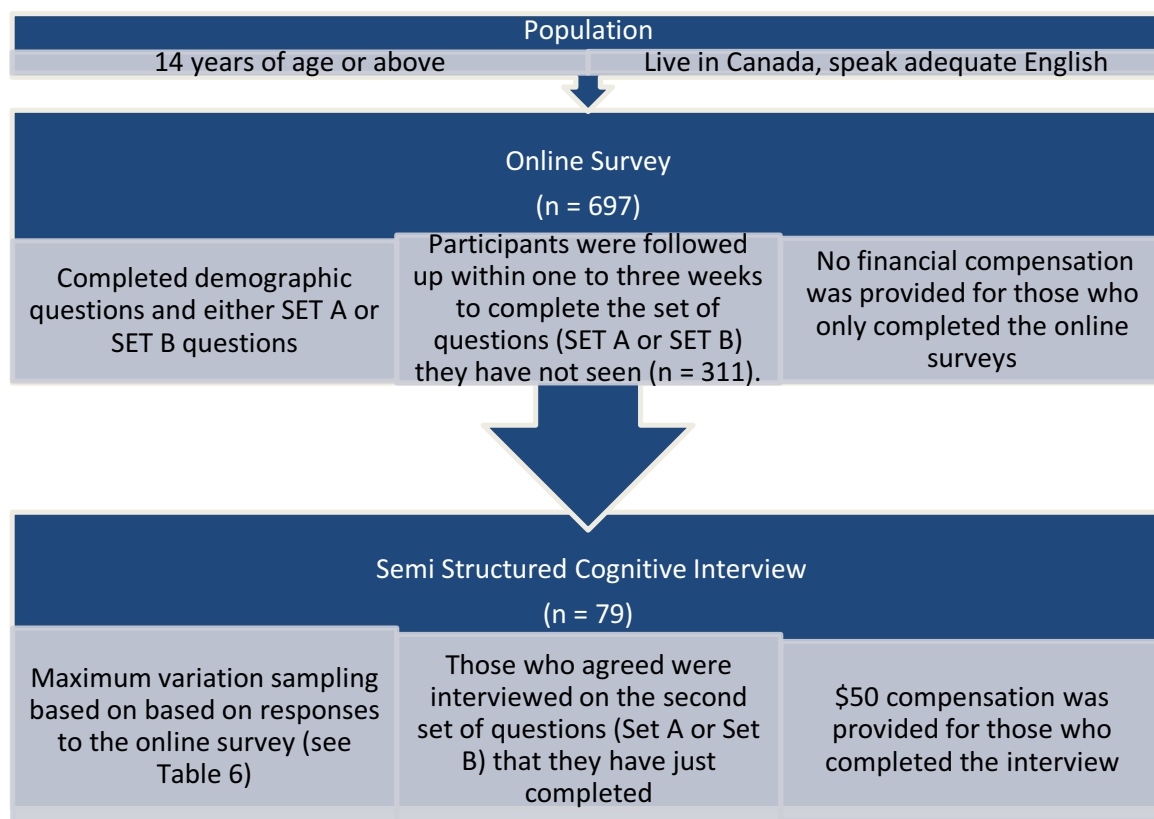 Population
14 years of age or above
Live in Canada, speak adequate English
Online Survey
(n = 697)
Completed demographic
questions and either SET A or
SET B questions
Participants were followed
up within one to three weeks
to complete the set of
questions (SET A or SET B)
they have not seen (n = 311).
No financial compensation
was provided for those who
only completed the online
surveys
Semi Structured Cognitive Interview
(n = 79)
Maximum variation sampling
based on based on responses
to the online survey (see
Table 6)
Those who agreed were
interviewed on the second
set of questions (Set A or Set
B) that they have just
completed
$50 compensation was
provided for those who
completed the interview